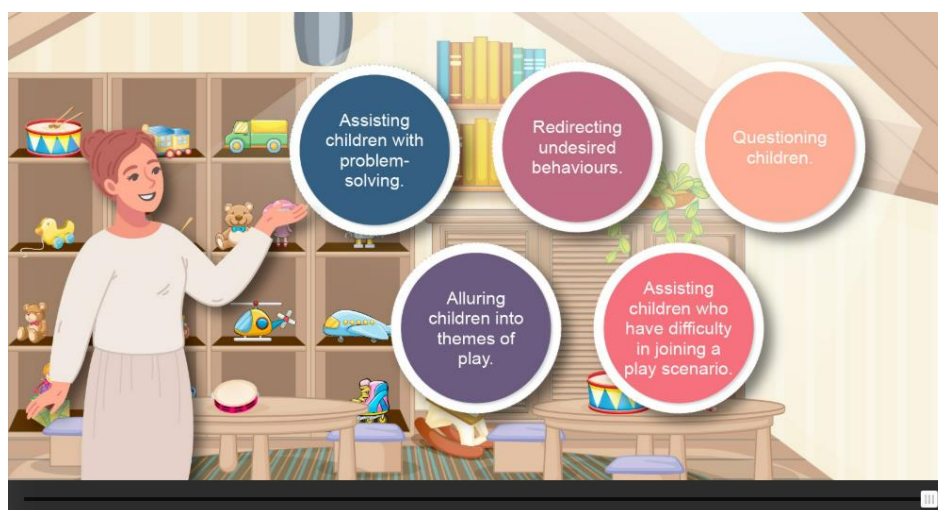 Assisting
children with
problem-
solving.
Redirecting
undesired
behaviours.
Questioning
children.
Alluring
children into
themes of
play.
Assisting
children who
have difficulty
in joining a
play scenario.